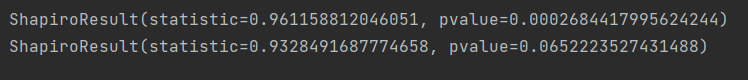 ShapiroResult(statistic=0.961158812046051, pvalue=0.0002684417995624244)
ShapiroResult(statistic=0.9328491687774658, pvalue=0.0652223527431488)